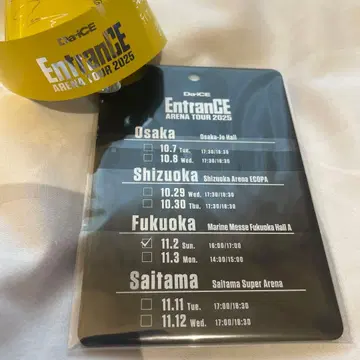 Da-iCE
EntranCE
ARENA TOUR 2025
Da-iCE
EntranCE
ARENA TOUR 2025
Osaka Osaka-Jo Hall
10.7 Tue. 17:30/18:30
10.8 Wed. 17:30/18:30
Shizuoka Shizuoka Arena ECOPA
10.29 Wed. 17:30/18:30
10.30 Thu. 17:30/18:30
Fukuoka Marine Messe Fukuoka Hall A
11.2 Sun. 16:00/17:00
11.3 Mon. 14:00/15:00
Saitama Saitama Super Arena
11.11 Tue. 17:00/18:30
11.12 Wed. 17:00/18:30